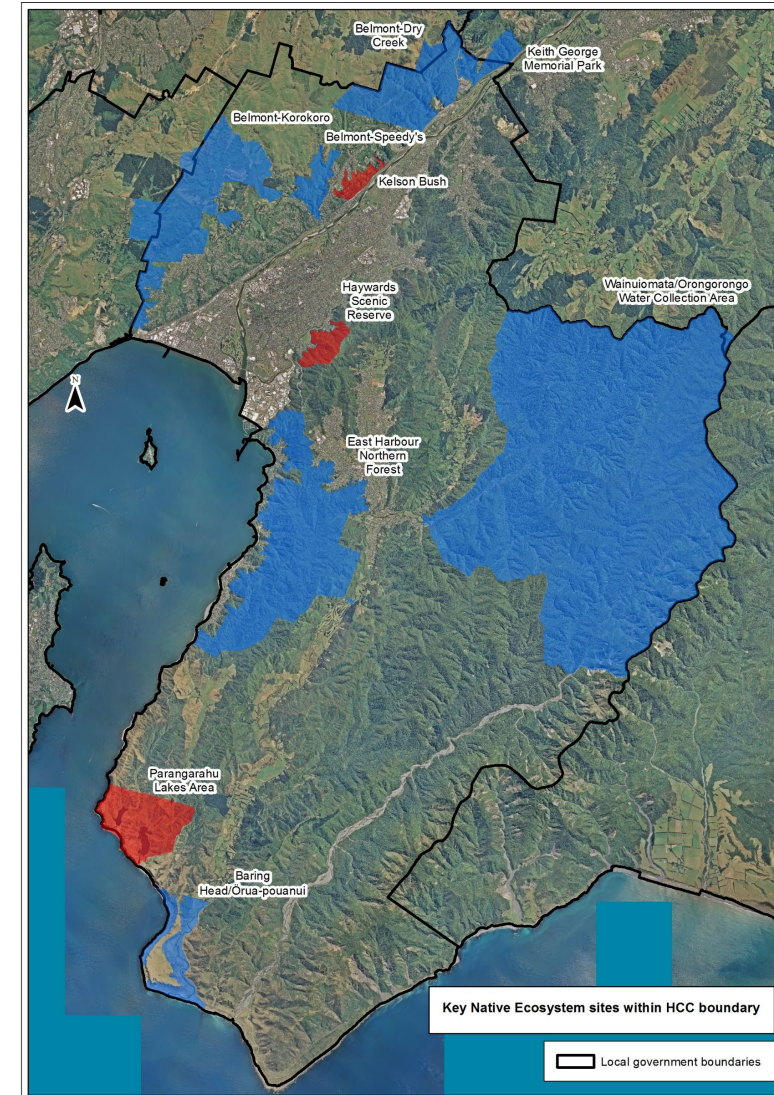 Belmont-Dry
Creek
Keith George
Memorial Park
Belmont-Korokoro
Belmont-Speedy's
Kelson Bush
Wainuiomata/Orongorongo
Water Collection Area
Haywards
Scenic
Reserve
N
East Harbour
Northern
Forest
Parangarahu
Lakes Area
Baring
Head/Ōrua-pouanui
Key Native Ecosystem sites within HCC boundary
Local government boundaries